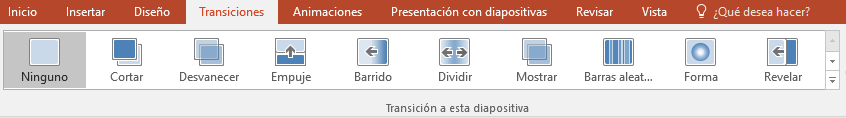 Inicio Insertar Diseño Transiciones Animaciones Presentación con diapositivas Revisar Vista ¿Qué desea hacer?
Ninguno Cortar Desvanecer Empuje Barrido Dividir Mostrar Barras aleat... Forma Revelar
Transición a esta diapositiva